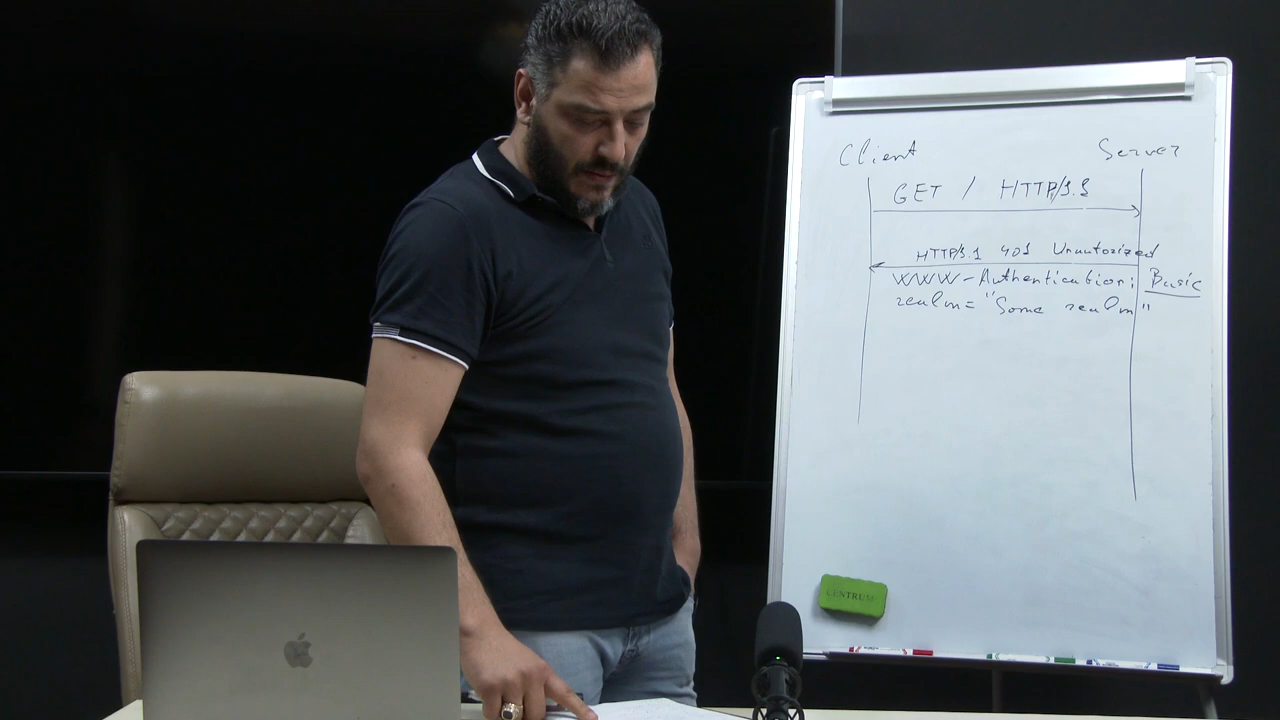 Client Server
GET / HTTP/1.1
HTTP/1.1 401 Unautorized
WWW-Authentication: Basic
realm="Some realm"
CENTRUM